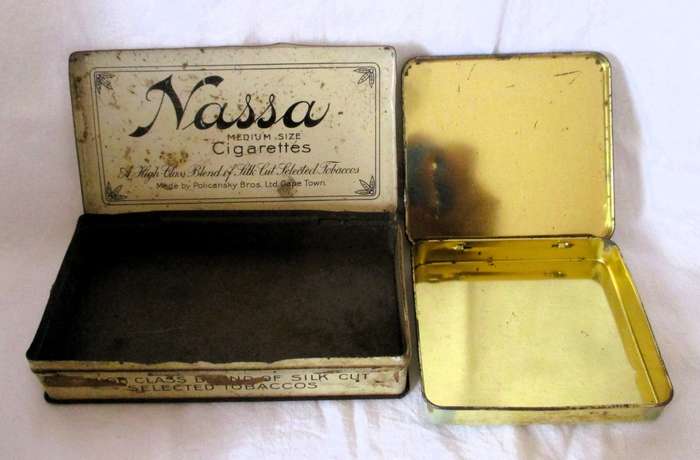 Nassa
MEDIUM SIZE
Cigarettes
A High Class Blend of Silk Cut Selected Tobaccos
Made by Policansky Bros. Ltd. Cape Town.
CLASS BLEND OF SILK CUT
SELECTED TOBACCOS